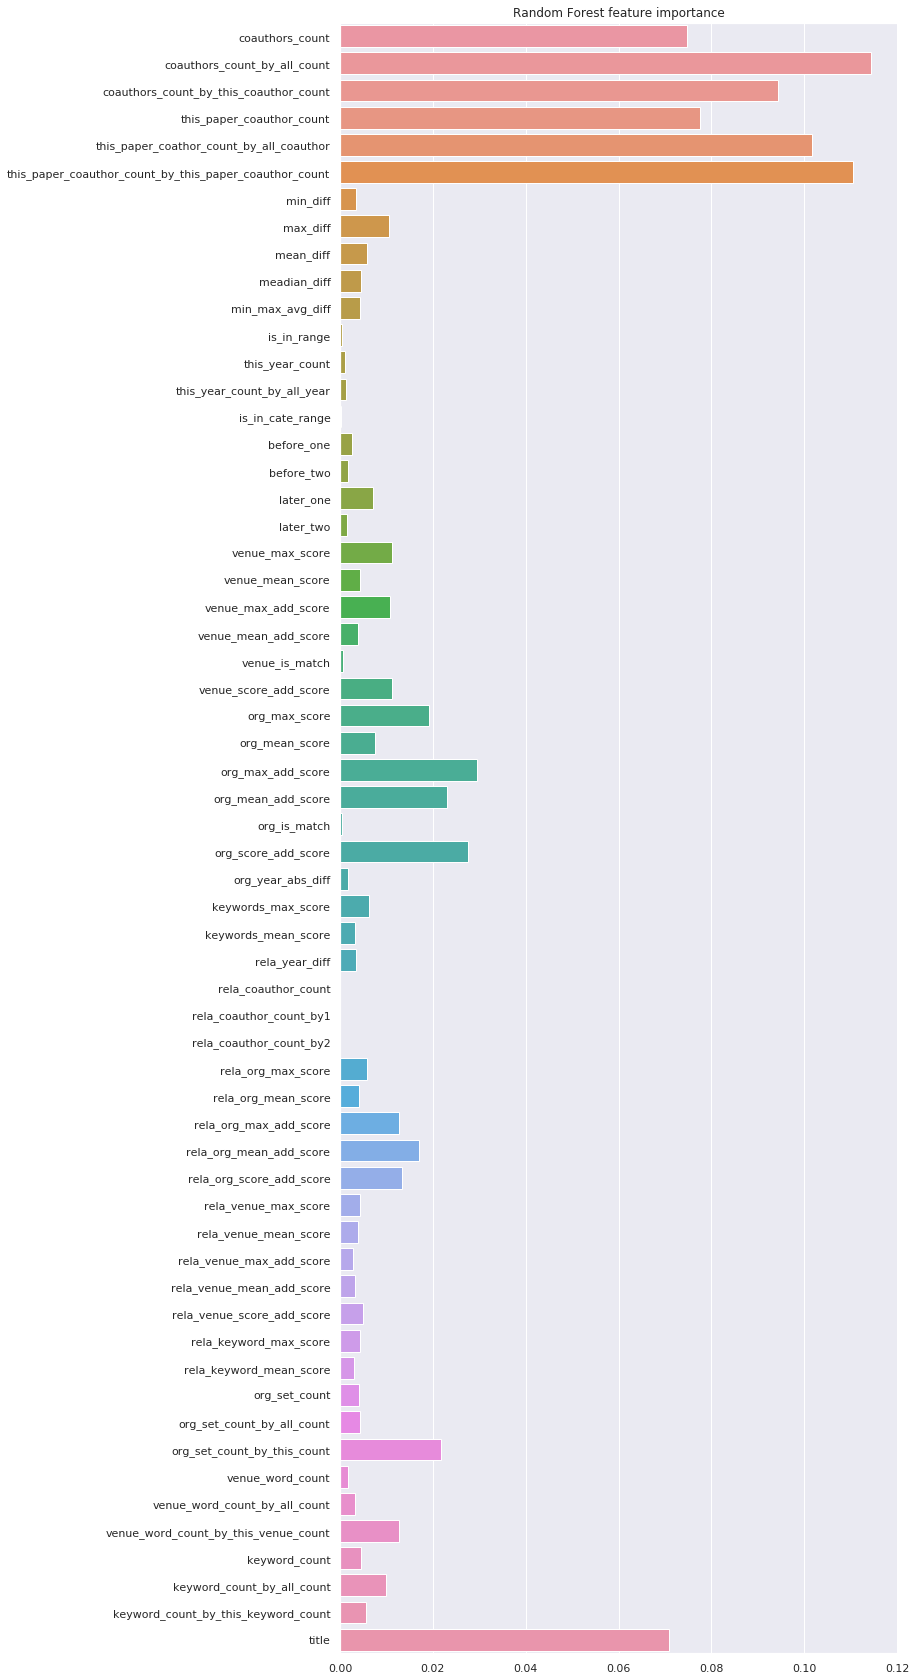 Random Forest feature importance
coauthors_count
coauthors_count_by_all_count
coauthors_count_by_this_coauthor_count
this_paper_coauthor_count
this_paper_coathor_count_by_all_coauthor
this_paper_coauthor_count_by_this_paper_coauthor_count
min_diff
max_diff
mean_diff
meadian_diff
min_max_avg_diff
is_in_range
this_year_count
this_year_count_by_all_year
is_in_cate_range
before_one
before_two
later_one
later_two
venue_max_score
venue_mean_score
venue_max_add_score
venue_mean_add_score
venue_is_match
venue_score_add_score
org_max_score
org_mean_score
org_max_add_score
org_mean_add_score
org_is_match
org_score_add_score
org_year_abs_diff
keywords_max_score
keywords_mean_score
rela_year_diff
rela_coauthor_count
rela_coauthor_count_by1
rela_coauthor_count_by2
rela_org_max_score
rela_org_mean_score
rela_org_max_add_score
rela_org_mean_add_score
rela_org_score_add_score
rela_venue_max_score
rela_venue_mean_score
rela_venue_max_add_score
rela_venue_mean_add_score
rela_venue_score_add_score
rela_keyword_max_score
rela_keyword_mean_score
org_set_count
org_set_count_by_all_count
org_set_count_by_this_count
venue_word_count
venue_word_count_by_all_count
venue_word_count_by_this_venue_count
keyword_count
keyword_count_by_all_count
keyword_count_by_this_keyword_count
title
0.00 0.02 0.04 0.06 0.08 0.10 0.12